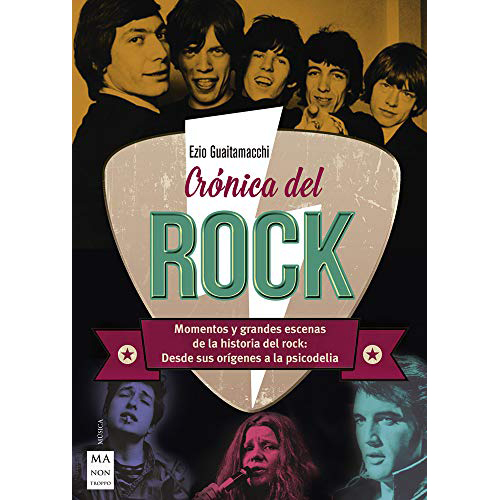 Ezio Guaitamacchi
Crónica del
ROCK
Momentos y grandes escenas
de la historia del rock:
Desde sus orígenes a la psicodelia
MÚSICA
MA
NON
TROPPO